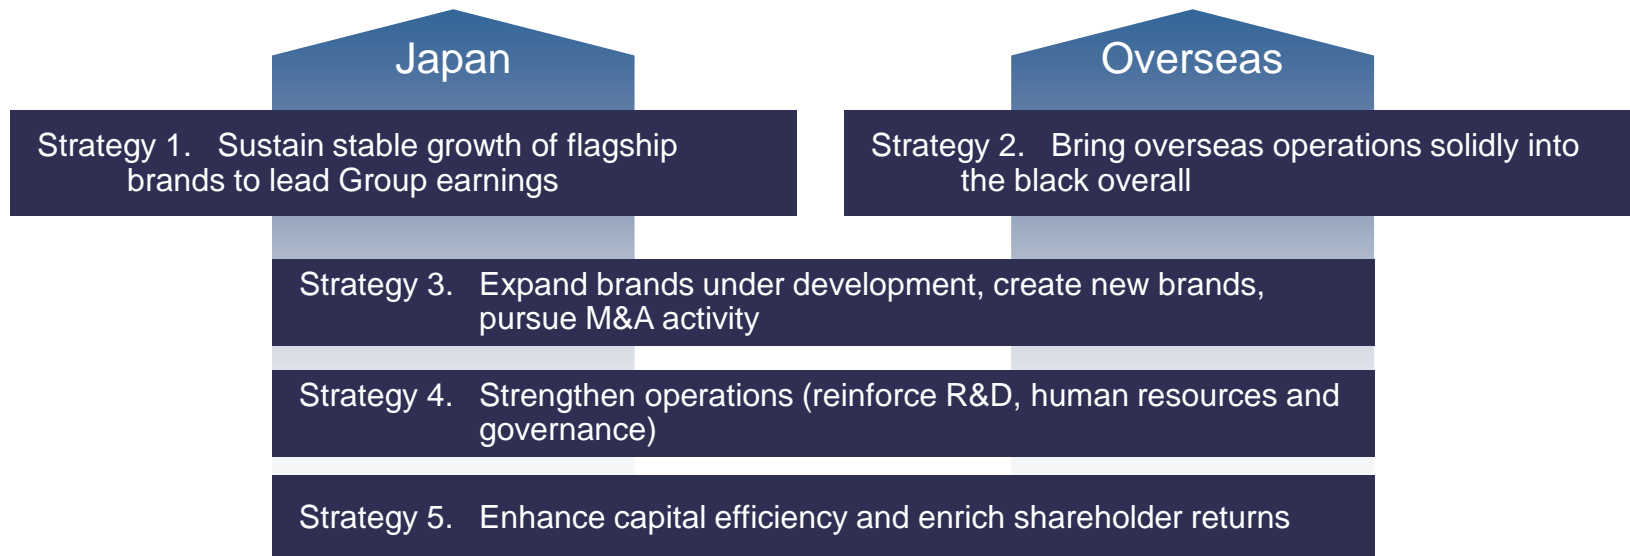 Japan
Overseas
Strategy 1. Sustain stable growth of flagship
brands to lead Group earnings
Strategy 2. Bring overseas operations solidly into
the black overall
Strategy 3. Expand brands under development, create new brands,
pursue M&A activity
Strategy 4. Strengthen operations (reinforce R&D, human resources and
governance)
Strategy 5. Enhance capital efficiency and enrich shareholder returns